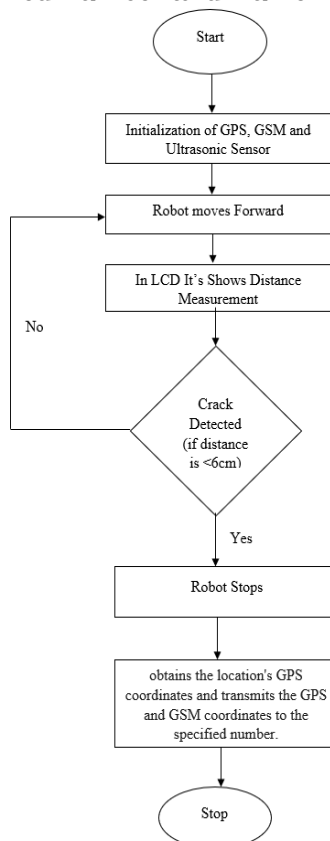 Start
Initialization of GPS, GSM and
Ultrasonic Sensor
Robot moves Forward
In LCD It's Shows Distance
Measurement
No
Crack
Detected
(if distance
is <6cm)
Yes
Robot Stops
obtains the location's GPS
coordinates and transmits the GPS
and GSM coordinates to the
specified number.
Stop